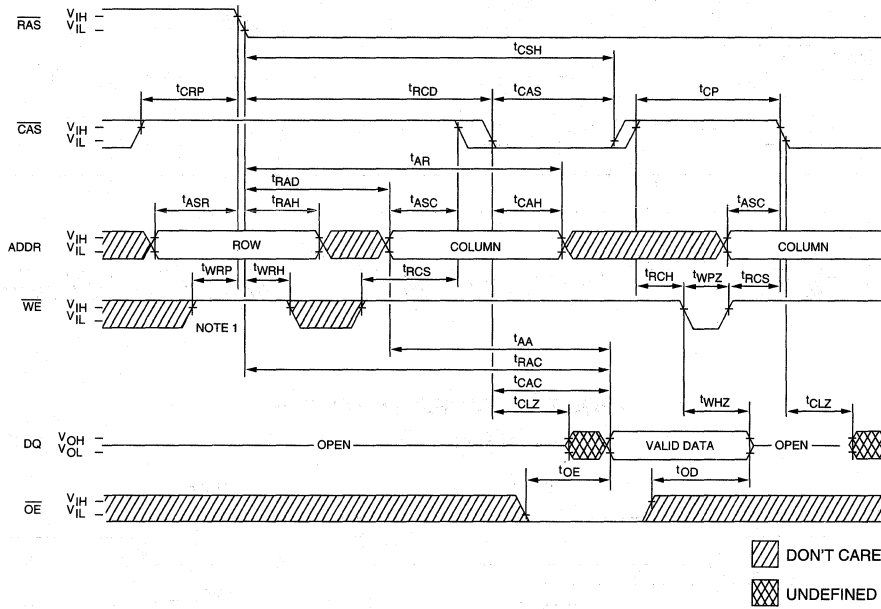 RAS VIH VIL
tCSH
tCRP tRCD tCAS tCP
CAS VIH VIL
tAR
tRAD
tASR tRAH tASC tCAH tASC
ADDR VIH VIL ROW COLUMN COLUMN
tWRP tWRH tRCS tRCH tWPZ tRCS
WE VIH VIL
NOTE 1
tAA
tRAC
tCAC
tCLZ tWHZ tCLZ
DQ VOH VOL OPEN VALID DATA OPEN
tOE tOD
OE VIH VIL
DON'T CARE
UNDEFINED